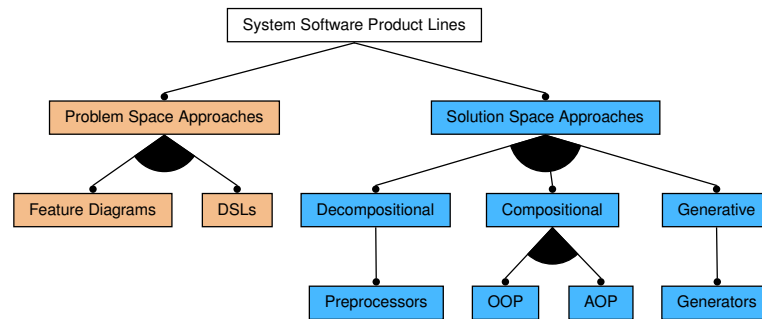 System Software Product Lines
Problem Space Approaches
Solution Space Approaches
Feature Diagrams
DSLs
Decompositional
Compositional
Generative
Preprocessors
OOP
AOP
Generators